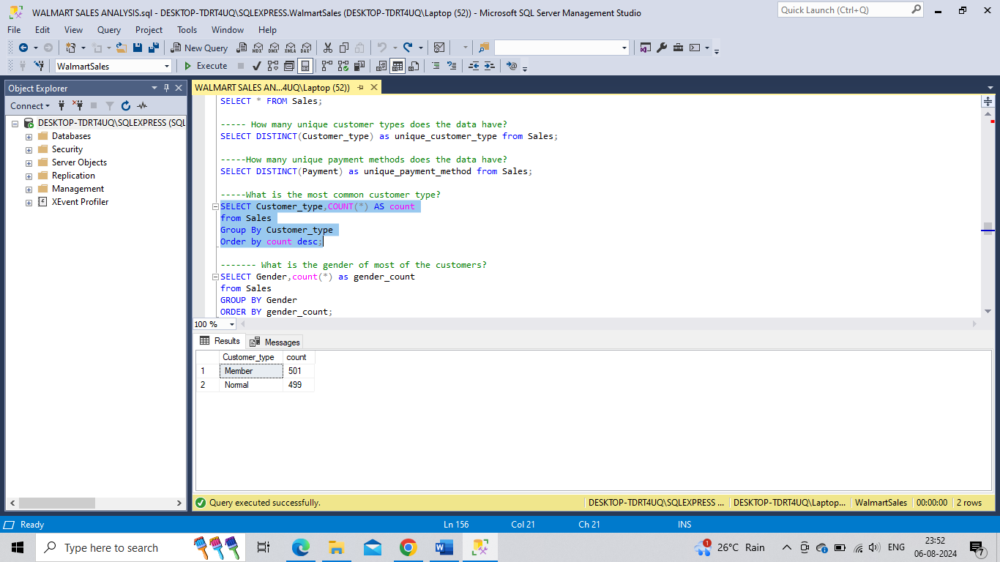 WALMART SALES ANALYSIS.sql - DESKTOP-TDRT4UQ\SQLEXPRESS.WalmartSales (DESKTOP-TDRT4UQ\Laptop (52)) - Microsoft SQL Server Management Studio
Quick Launch (Ctrl+Q)
File Edit View Query Project Tools Window Help
New Query MDX DMX XMLA DAX
WalmartSales Execute
Object Explorer
WALMART SALES AN...4UQ\Laptop (52))
Connect
DESKTOP-TDRT4UQ\SQLEXPRESS (SQL
Databases
Security
Server Objects
Replication
Management
XEvent Profiler
SELECT * FROM Sales;
----- How many unique customer types does the data have?
SELECT DISTINCT(Customer_type) as unique_customer_type from Sales;
-----How many unique payment methods does the data have?
SELECT DISTINCT(Payment) as unique_payment_method from Sales;
-----What is the most common customer type?
SELECT Customer_type,COUNT(*) AS count
from Sales
Group By Customer_type
Order by count desc;
------- What is the gender of most of the customers?
SELECT Gender,count(*) as gender_count
from Sales
GROUP BY Gender
ORDER BY gender_count;
100 %
Results Messages
Customer_type count
1 Member 501
2 Normal 499
Query executed successfully.
DESKTOP-TDRT4UQ\SQLEXPRESS ... DESKTOP-TDRT4UQ\Laptop... WalmartSales 00:00:00 2 rows
Ready Ln 156 Col 21 Ch 21 INS
Type here to search
1 26°C Rain ENG 23:52
06-08-2024 7